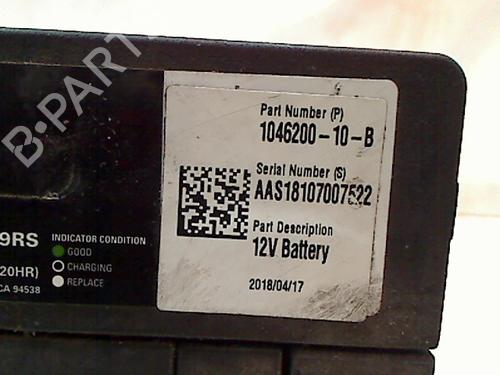 B-PARTS
Part Number (P)
1046200-10-B
Serial Number (S)
AAS18107007522
Part Description
12V Battery
2018/04/17
9RS
INDICATOR CONDITION
GOOD
20HR)
CHARGING
REPLACE
CA 94538